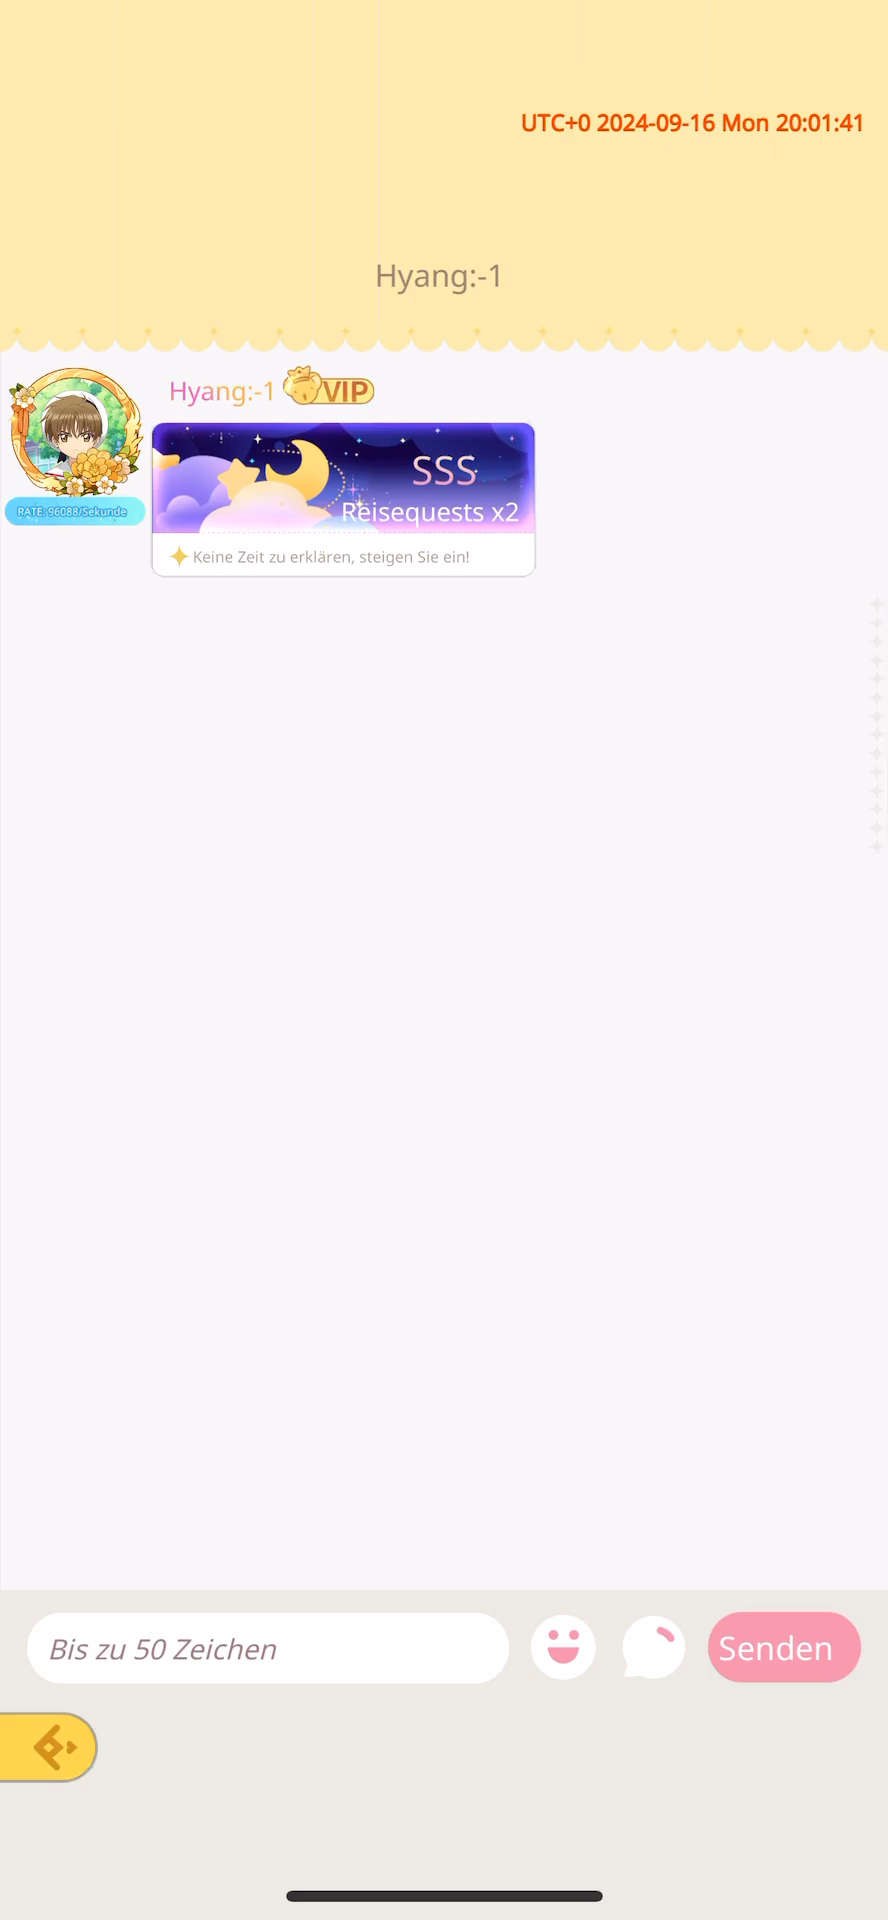 UTC+0 2024-09-16 Mon 20:01:41
Hyang:-1
Hyang:-1 VIP
SSS
Reisequests x2
RATE: 96088/Sekunde
Keine Zeit zu erklären, steigen Sie ein!
Bis zu 50 Zeichen
Senden